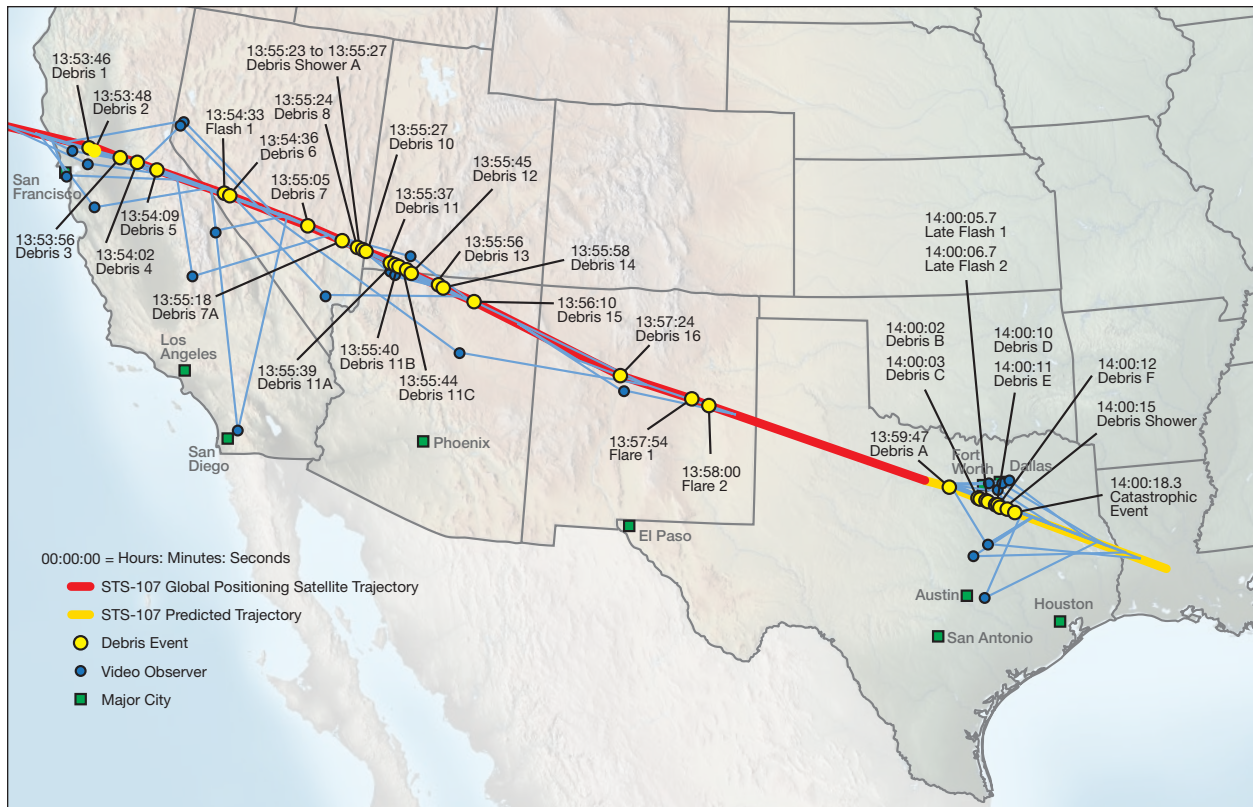 13:53:46
Debris 1
13:53:48
Debris 2
13:54:33
Flash 1
13:55:23 to 13:55:27
Debris Shower A
13:55:24
Debris 8
13:54:36
Debris 6
13:55:27
Debris 10
13:55:05
Debris 7
13:55:37
Debris 11
13:55:45
Debris 12
San
Francisco
13:53:56
Debris 3
13:54:02
Debris 4
13:54:09
Debris 5
13:55:18
Debris 7A
13:55:39
Debris 11A
13:55:40
Debris 11B
13:55:44
Debris 11C
13:55:56
Debris 13
13:55:58
Debris 14
13:56:10
Debris 15
13:57:24
Debris 16
13:57:54
Flare 1
13:58:00
Flare 2
Los
Angeles
San
Diego
Phoenix
El Paso
14:00:05.7
Late Flash 1
14:00:06.7
Late Flash 2
14:00:02
Debris B
14:00:03
Debris C
14:00:10
Debris D
14:00:11
Debris E
14:00:12
Debris F
14:00:15
Debris Shower
13:59:47
Debris A
Fort
Worth
Dallas
14:00:18.3
Catastrophic
Event
Austin
Houston
San Antonio
00:00:00 = Hours: Minutes: Seconds
STS-107 Global Positioning Satellite Trajectory
STS-107 Predicted Trajectory
Debris Event
Video Observer
Major City